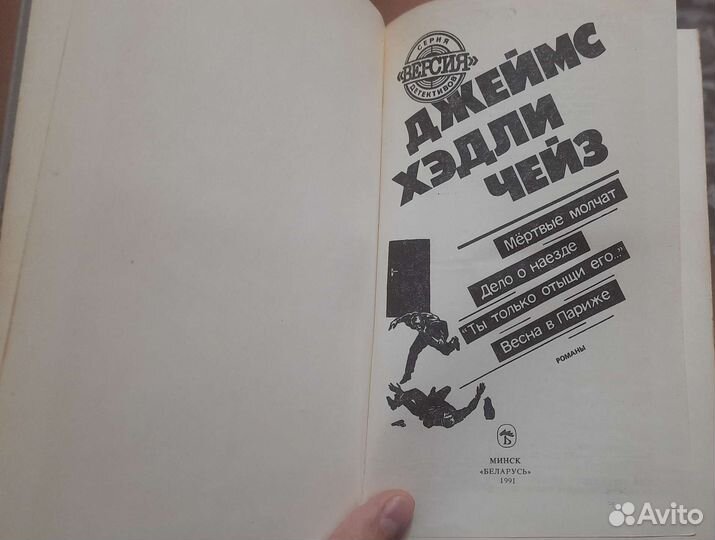 СЕРИЯ
«ВЕРСИЯ»
ДЕТЕКТИВОВ
ДЖЕЙМС
ХЭДЛИ
ЧЕЙЗ
Мёртвые молчат
Дело о наезде
"Ты только отыщи его..."
Весна в Париже
РОМАНЫ
Б
МИНСК
«БЕЛАРУСЬ»
1991
Avito